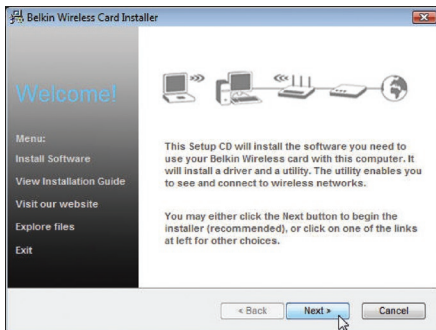 Belkin Wireless Card Installer
Welcome!
Menu:
Install Software
View Installation Guide
Visit our website
Explore files
Exit
This Setup CD will install the software you need to
use your Belkin Wireless card with this computer. It
will install a driver and a utility. The utility enables you
to see and connect to wireless networks.
You may either click the Next button to begin the
installer (recommended), or click on one of the links
at left for other choices.
< Back
Next >
Cancel